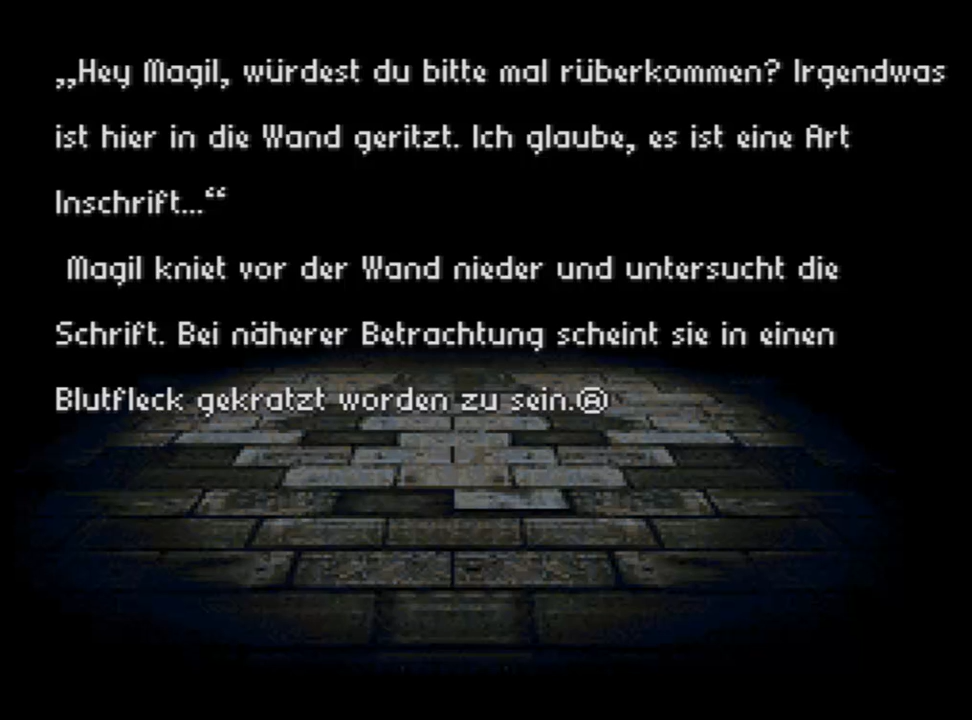 „Hey Magil, würdest du bitte mal rüberkommen? Irgendwas
ist hier in die Wand geritzt. Ich glaube, es ist eine Art
Inschrift...“
Magil kniet vor der Wand nieder und untersucht die
Schrift. Bei näherer Betrachtung scheint sie in einen
Blutfleck gekratzt worden zu sein.Ⓐ